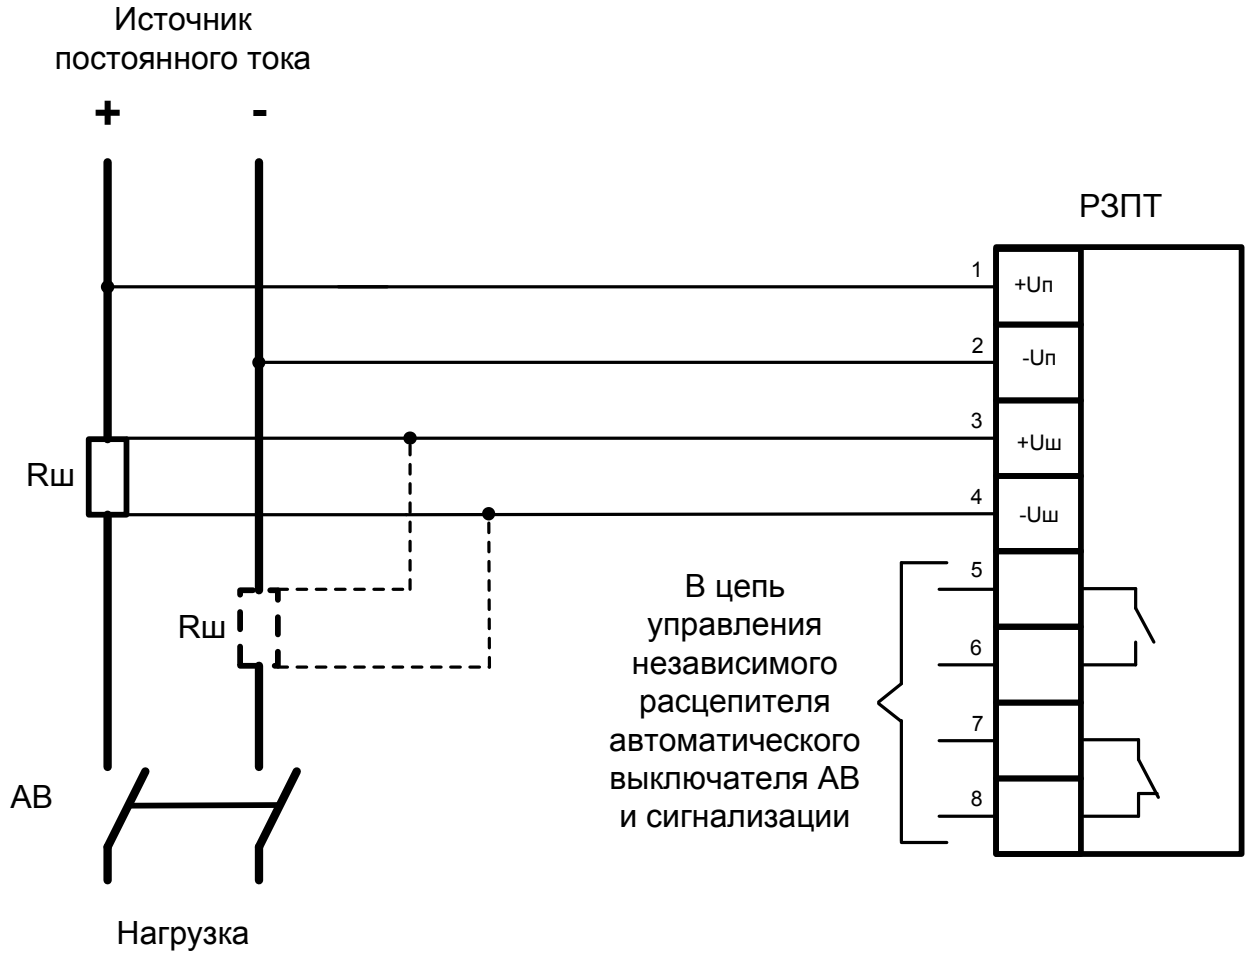 Источник
постоянного тока
+ -
РЗПТ
1
+Uп
2
-Uп
3
+Uш
Rш
4
-Uш
5
В цепь
управления
независимого
расцепителя
автоматического
выключателя АВ
и сигнализации
Rш
6
7
8
АВ
Нагрузка